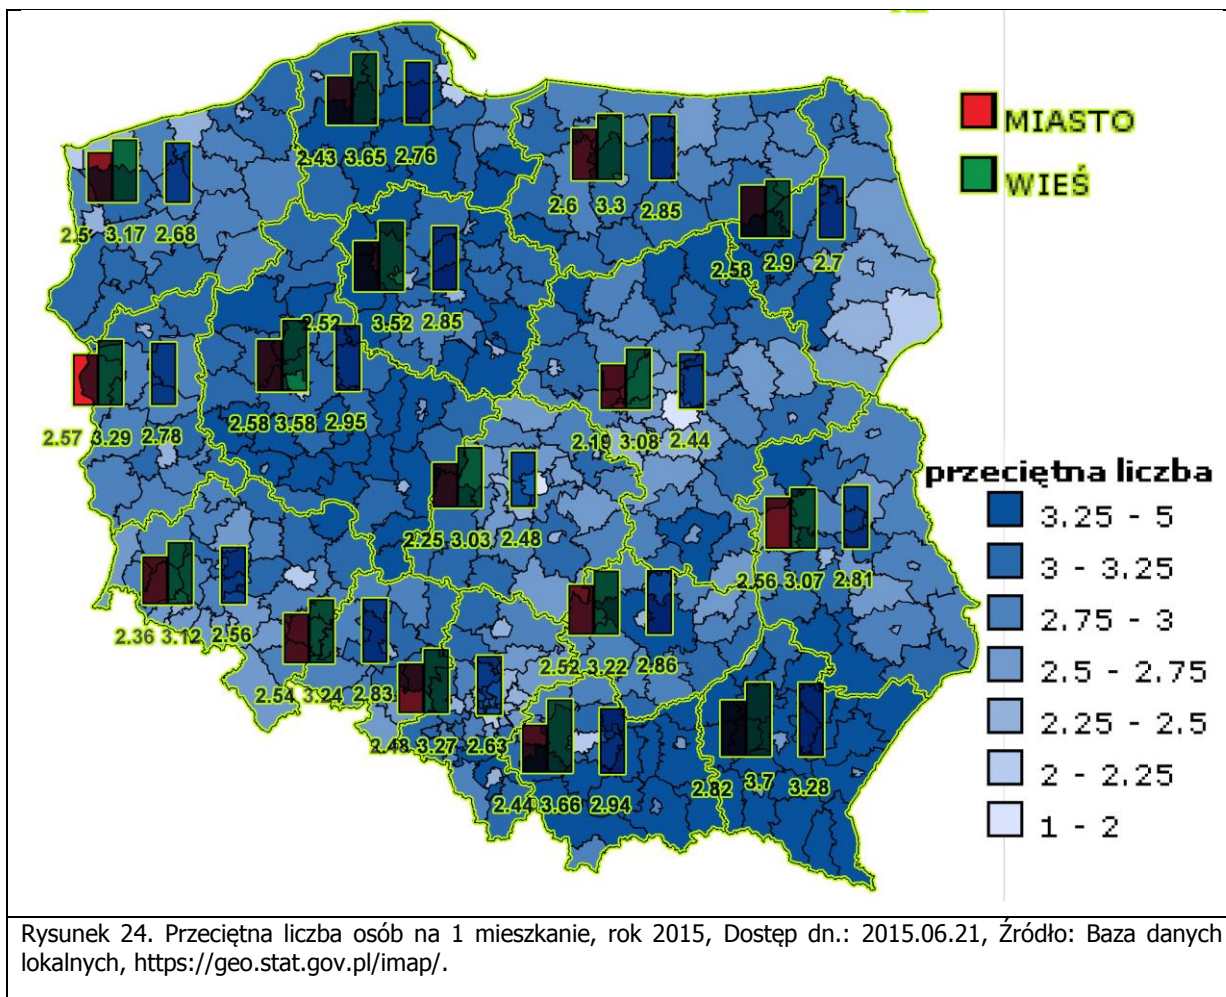 MIASTO
WIEŚ
2.43 3.65 2.76
2.5 3.17 2.68
2.6 3.3 2.85
2.58 2.9 2.7
2.52 3.52 2.85
2.58 3.58 2.95
2.57 3.29 2.78
2.19 3.08 2.44
2.25 3.03 2.48
2.56 3.07 2.81
2.36 3.12 2.56
2.54 3.24 2.83
2.52 3.22 2.86
2.48 3.27 2.63
2.44 3.66 2.94
2.82 3.7 3.28
przeciętna liczba
3.25 - 5
3 - 3.25
2.75 - 3
2.5 - 2.75
2.25 - 2.5
2 - 2.25
1 - 2
Rysunek 24. Przeciętna liczba osób na 1 mieszkanie, rok 2015, Dostęp dn.: 2015.06.21, Źródło: Baza danych
lokalnych, https://geo.stat.gov.pl/imap/.